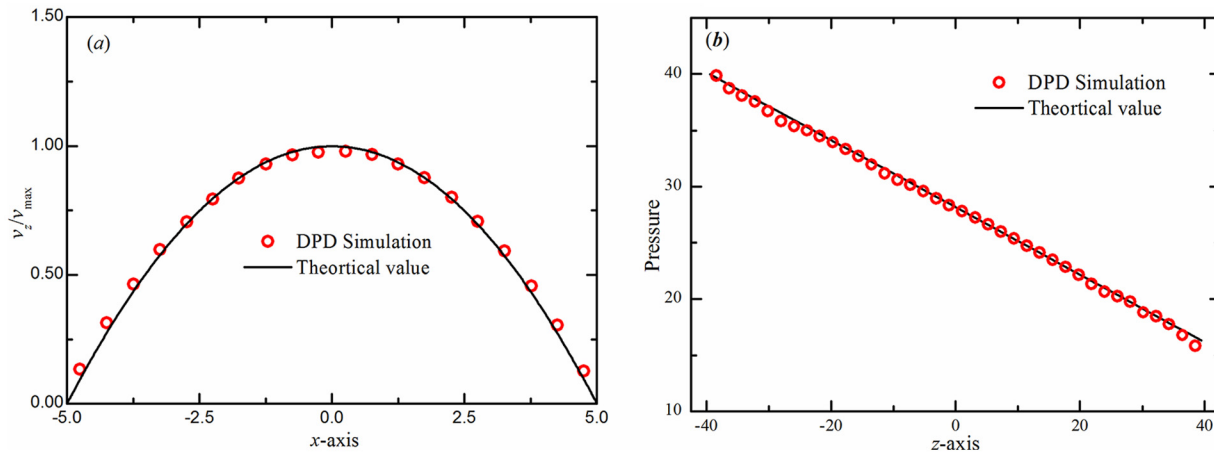 (a)
1.50
1.00
0.50
0.00
v_z/v_max
DPD Simulation
Theortical value
-5.0 -2.5 0.0 2.5 5.0
x-axis
(b)
40
30
20
10
Pressure
DPD Simulation
Theortical value
-40 -20 0 20 40
z-axis